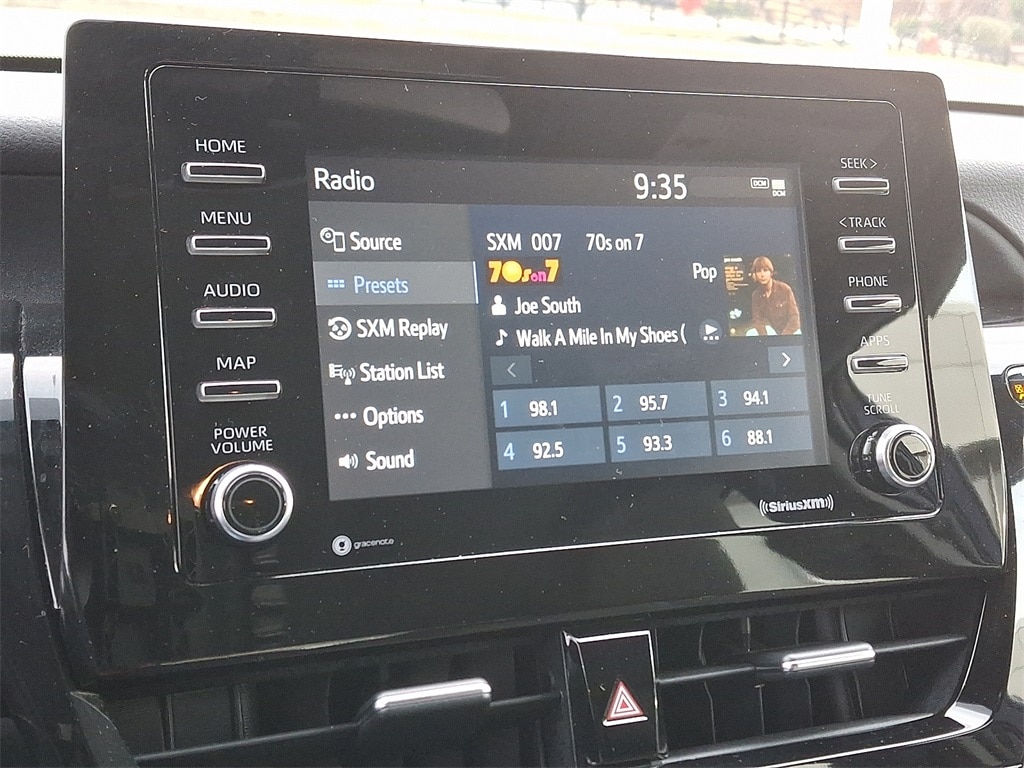 HOME
MENU
AUDIO
MAP
POWER
VOLUME
Radio
9:35
DCM
DCM
Source
Presets
SXM Replay
Station List
Options
Sound
SXM 007 70s on 7
70s on 7
Pop
Joe South
Walk A Mile In My Shoes (
<
>
1 98.1
2 95.7
3 94.1
4 92.5
5 93.3
6 88.1
SEEK >
< TRACK
PHONE
APPS
TUNE
SCROLL
gracenote
((SiriusXM))